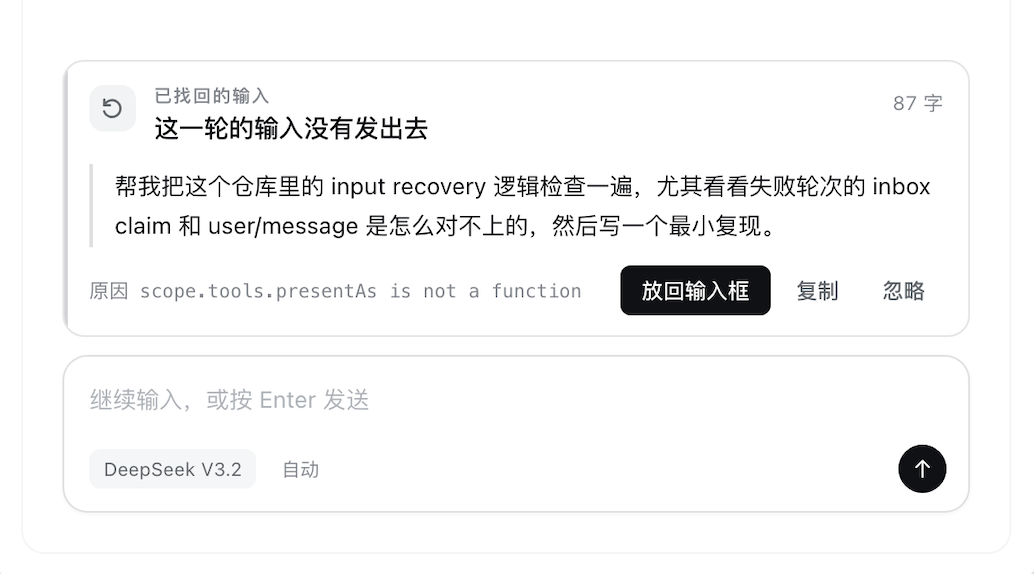 已找回的输入
87 字
这一轮的输入没有发出去
帮我把这个仓库里的 input recovery 逻辑检查一遍，尤其看看失败轮次的 inbox
claim 和 user/message 是怎么对不上的，然后写一个最小复现。
原因 scope.tools.presentAs is not a function
放回输入框
复制
忽略
继续输入，或按 Enter 发送
DeepSeek V3.2
自动